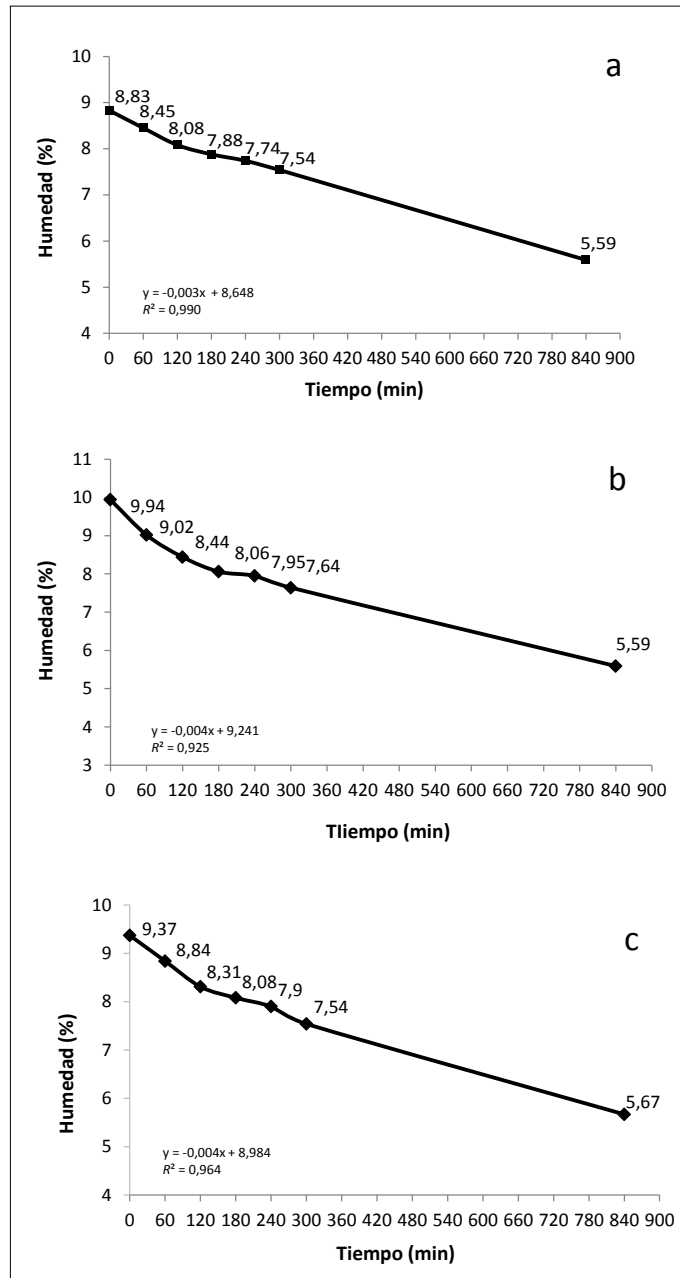 a
10
9
8
7
6
5
4
Humedad (%)
8,83
8,45
8,08
7,88
7,74
7,54
5,59
y = -0,003x + 8,648
R² = 0,990
0 60 120 180 240 300 360 420 480 540 600 660 720 780 840 900
Tiempo (min)
b
11
10
9
8
7
6
5
4
3
Humedad (%)
9,94
9,02
8,44
8,06
7,95
7,64
5,59
y = -0,004x + 9,241
R² = 0,925
0 60 120 180 240 300 360 420 480 540 600 660 720 780 840 900
TIiempo (min)
c
10
9
8
7
6
5
4
Humedad (%)
9,37
8,84
8,31
8,08
7,9
7,54
5,67
y = -0,004x + 8,984
R² = 0,964
0 60 120 180 240 300 360 420 480 540 600 660 720 780 840 900
Tiempo (min)